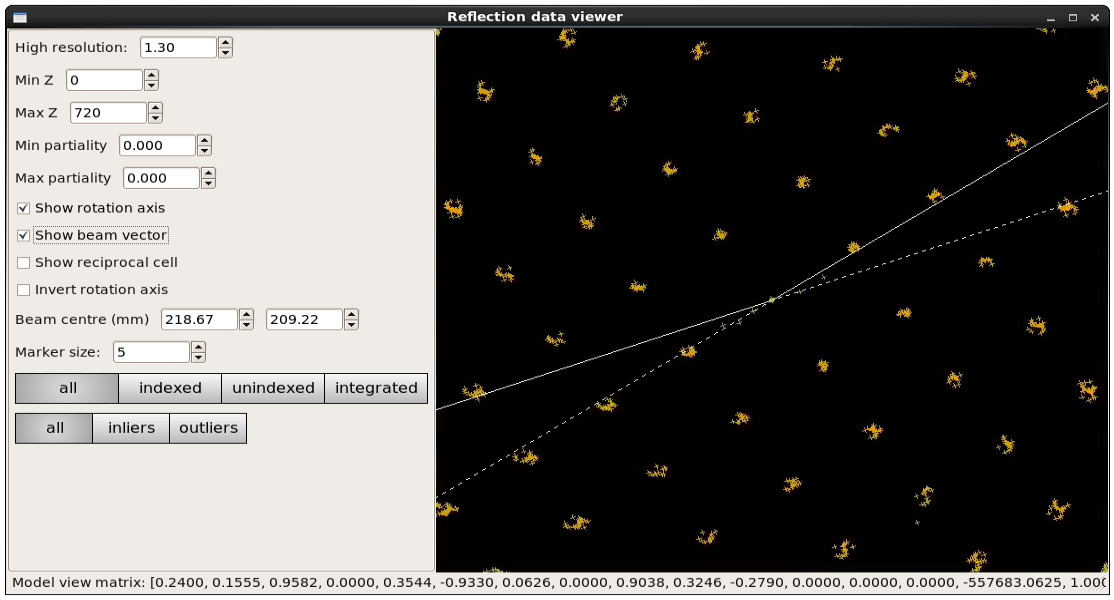 Reflection data viewer
High resolution: 1.30
Min Z 0
Max Z 720
Min partiality 0.000
Max partiality 0.000
Show rotation axis
Show beam vector
Show reciprocal cell
Invert rotation axis
Beam centre (mm) 218.67 209.22
Marker size: 5
all indexed unindexed integrated
all inliers outliers
Model view matrix: [0.2400, 0.1555, 0.9582, 0.0000, 0.3544, -0.9330, 0.0626, 0.0000, 0.9038, 0.3246, -0.2790, 0.0000, 0.0000, 0.0000, -557683.0625, 1.000